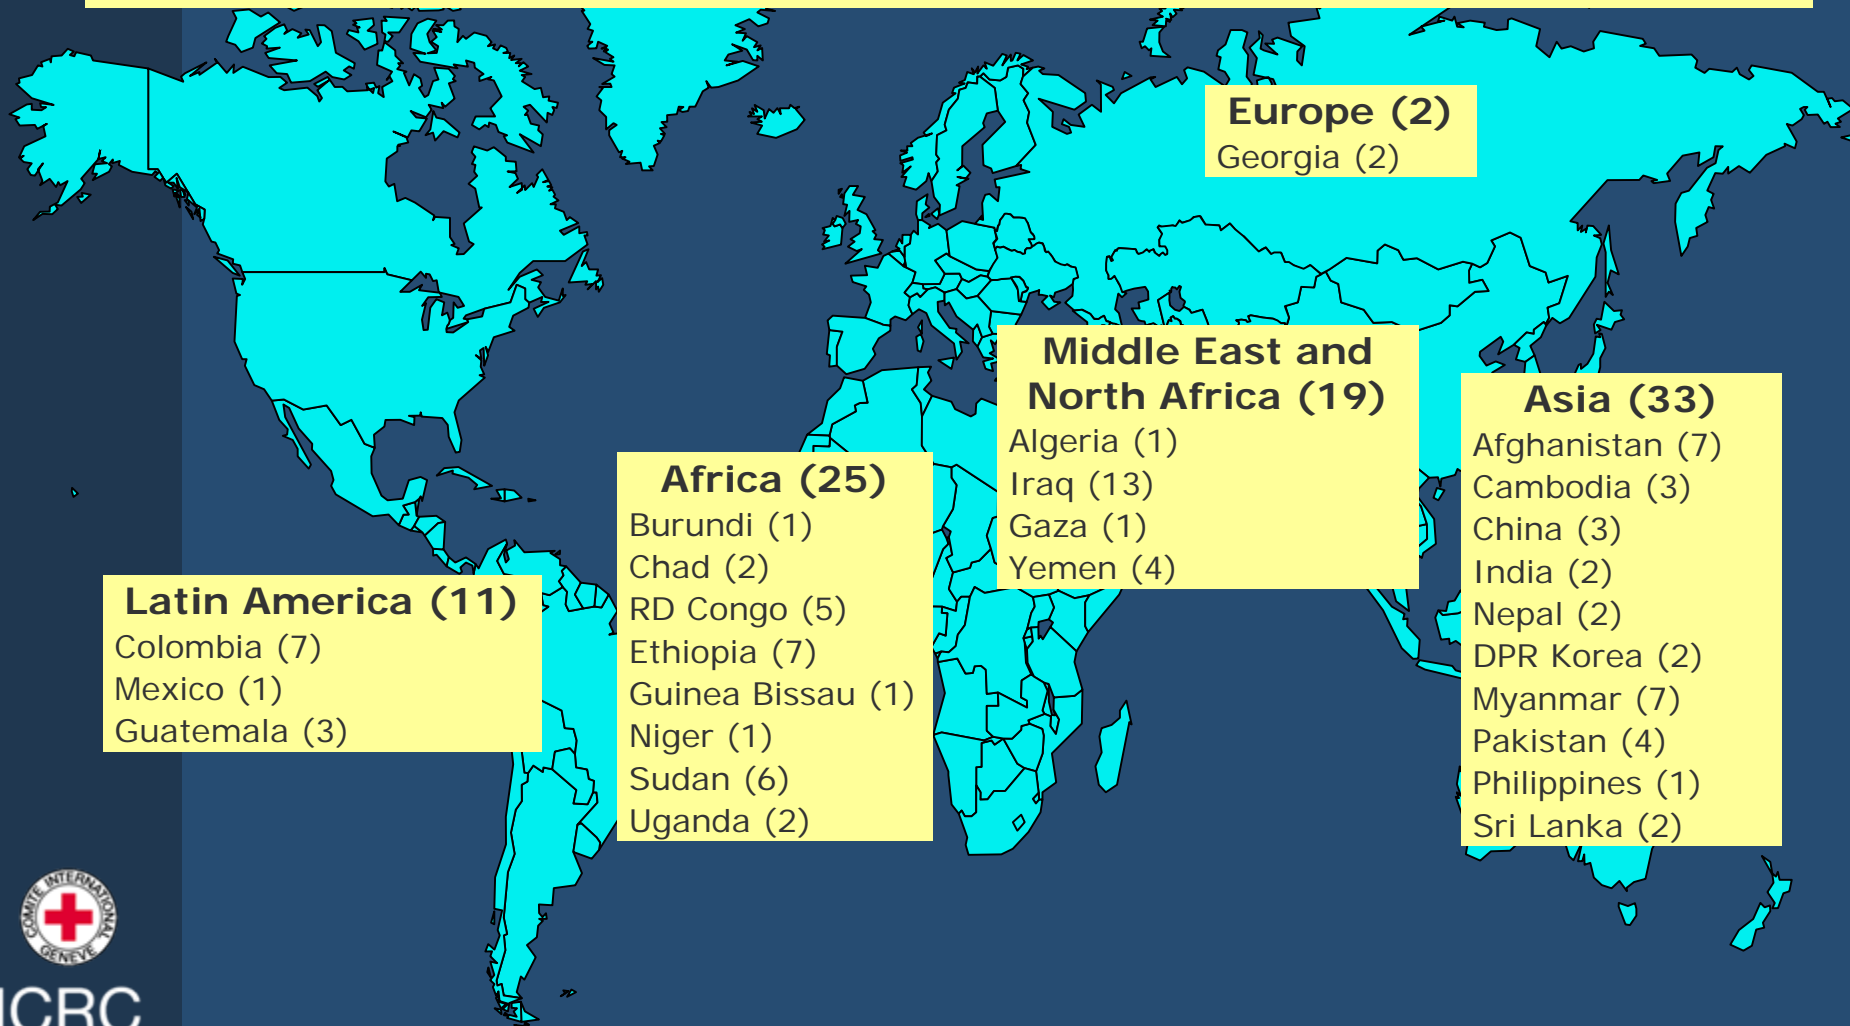 Europe (2)
Georgia (2)
Middle East and
North Africa (19)
Algeria (1)
Iraq (13)
Gaza (1)
Yemen (4)
Asia (33)
Afghanistan (7)
Cambodia (3)
China (3)
India (2)
Nepal (2)
DPR Korea (2)
Myanmar (7)
Pakistan (4)
Philippines (1)
Sri Lanka (2)
Africa (25)
Burundi (1)
Chad (2)
RD Congo (5)
Ethiopia (7)
Guinea Bissau (1)
Niger (1)
Sudan (6)
Uganda (2)
Latin America (11)
Colombia (7)
Mexico (1)
Guatemala (3)
COMITE INTERNATIONAL
GENEVE
ICRC